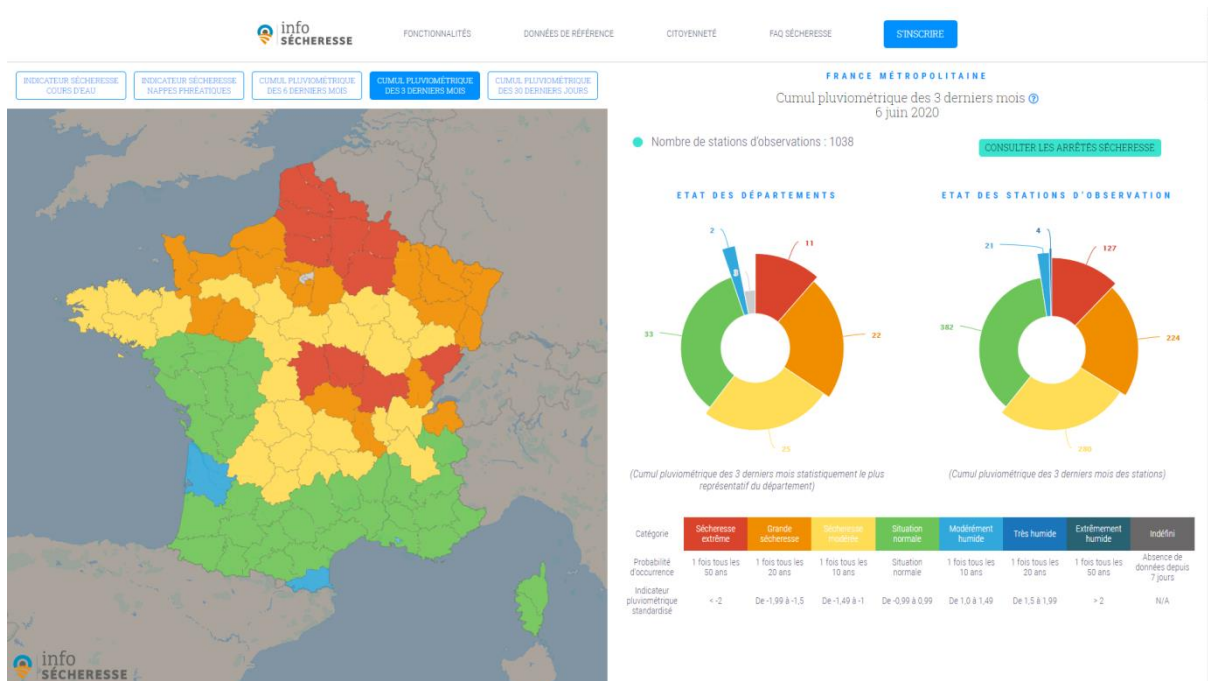 info
SÉCHERESSE
FONCTIONNALITÉS
DONNÉES DE RÉFÉRENCE
CITOYENNETÉ
FAQ SÉCHERESSE
S'INSCRIRE
INDICATEUR SÉCHERESSE
COURS D'EAU
INDICATEUR SÉCHERESSE
NAPPES PHRÉATIQUES
CUMUL PLUVIOMÉTRIQUE
DES 6 DERNIERS MOIS
CUMUL PLUVIOMÉTRIQUE
DES 3 DERNIERS MOIS
CUMUL PLUVIOMÉTRIQUE
DES 30 DERNIERS JOURS
FRANCE MÉTROPOLITAINE
Cumul pluviométrique des 3 derniers mois ?
6 juin 2020
Nombre de stations d'observations : 1038
CONSULTER LES ARRÊTÉS SÉCHERESSE
ETAT DES DÉPARTEMENTS
2
11
33
22
25
(Cumul pluviométrique des 3 derniers mois statistiquement le plus
représentatif du département)
ETAT DES STATIONS D'OBSERVATION
4
21
127
382
224
280
(Cumul pluviométrique des 3 derniers mois des stations)
Catégorie
Sécheresse
extrême
Grande
sécheresse
Sécheresse
modérée
Situation
normale
Modérément
humide
Très humide
Extrêmement
humide
Indéfini
Probabilité
d'occurrence
1 fois tous les
50 ans
1 fois tous les
20 ans
1 fois tous les
10 ans
Situation
normale
1 fois tous les
10 ans
1 fois tous les
20 ans
1 fois tous les
50 ans
Absence de
données depuis
7 jours
Indicateur
pluviométrique
standardisé
< -2
De -1,99 à -1,5
De -1,49 à -1
De -0,99 à 0,99
De 1,0 à 1,49
De 1,5 à 1,99
> 2
N/A
info
SÉCHERESSE